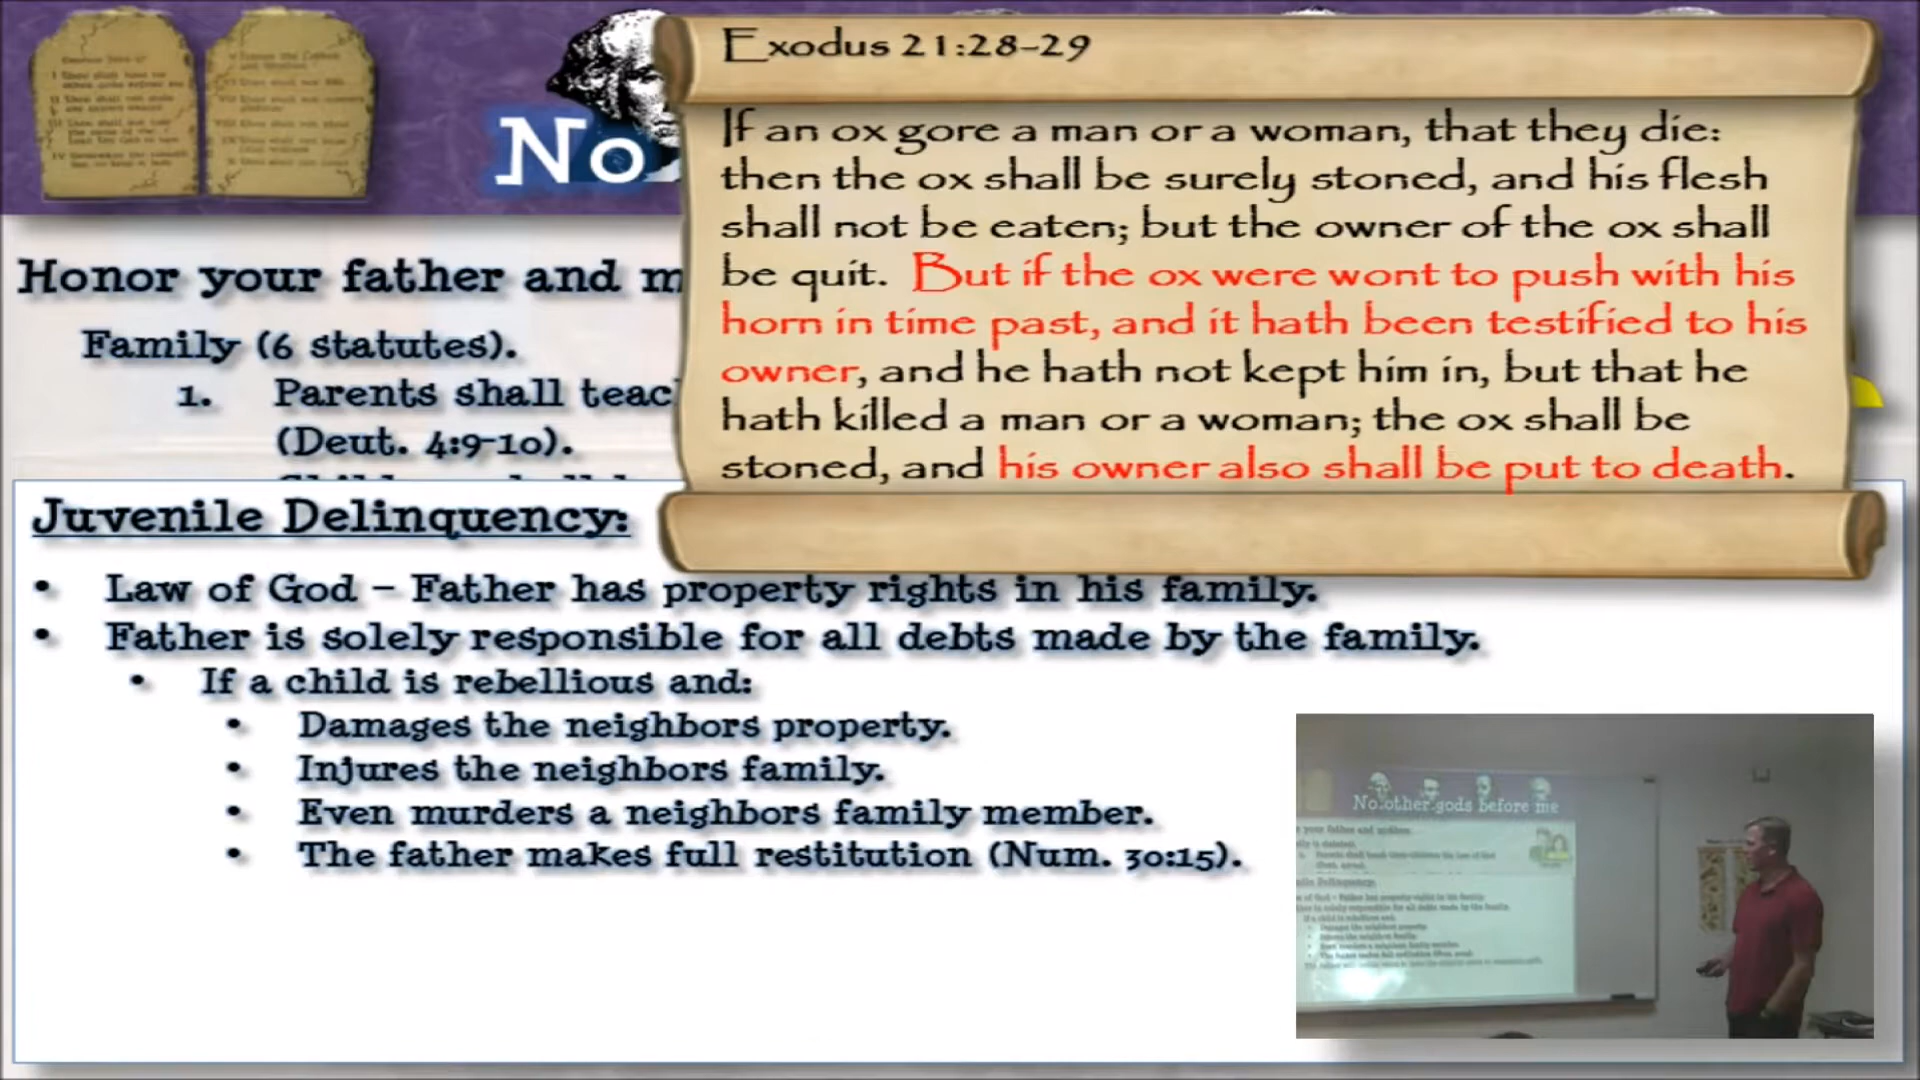 No
Exodus 21:28-29
If an ox gore a man or a woman, that they die:
then the ox shall be surely stoned, and his flesh
shall not be eaten; but the owner of the ox shall
be quit. But if the ox were wont to push with his
horn in time past, and it hath been testified to his
owner, and he hath not kept him in, but that he
hath killed a man or a woman; the ox shall be
stoned, and his owner also shall be put to death.
Honor your father and m
Family (6 statutes).
1. Parents shall teac
(Deut. 4:9-10).
Juvenile Delinquency:
• Law of God – Father has property rights in his family.
• Father is solely responsible for all debts made by the family.
• If a child is rebellious and:
• Damages the neighbors property.
• Injures the neighbors family.
• Even murders a neighbors family member.
• The father makes full restitution (Num. 30:15).
No other gods before me